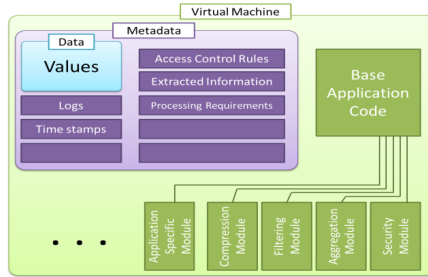 Virtual Machine
Metadata
Data
Values
Access Control Rules
Extracted Information
Logs
Processing Requirements
Time stamps
Base
Application
Code
Application
Specific
Module
Compression
Module
Filtering
Module
Aggregation
Module
Security
Module